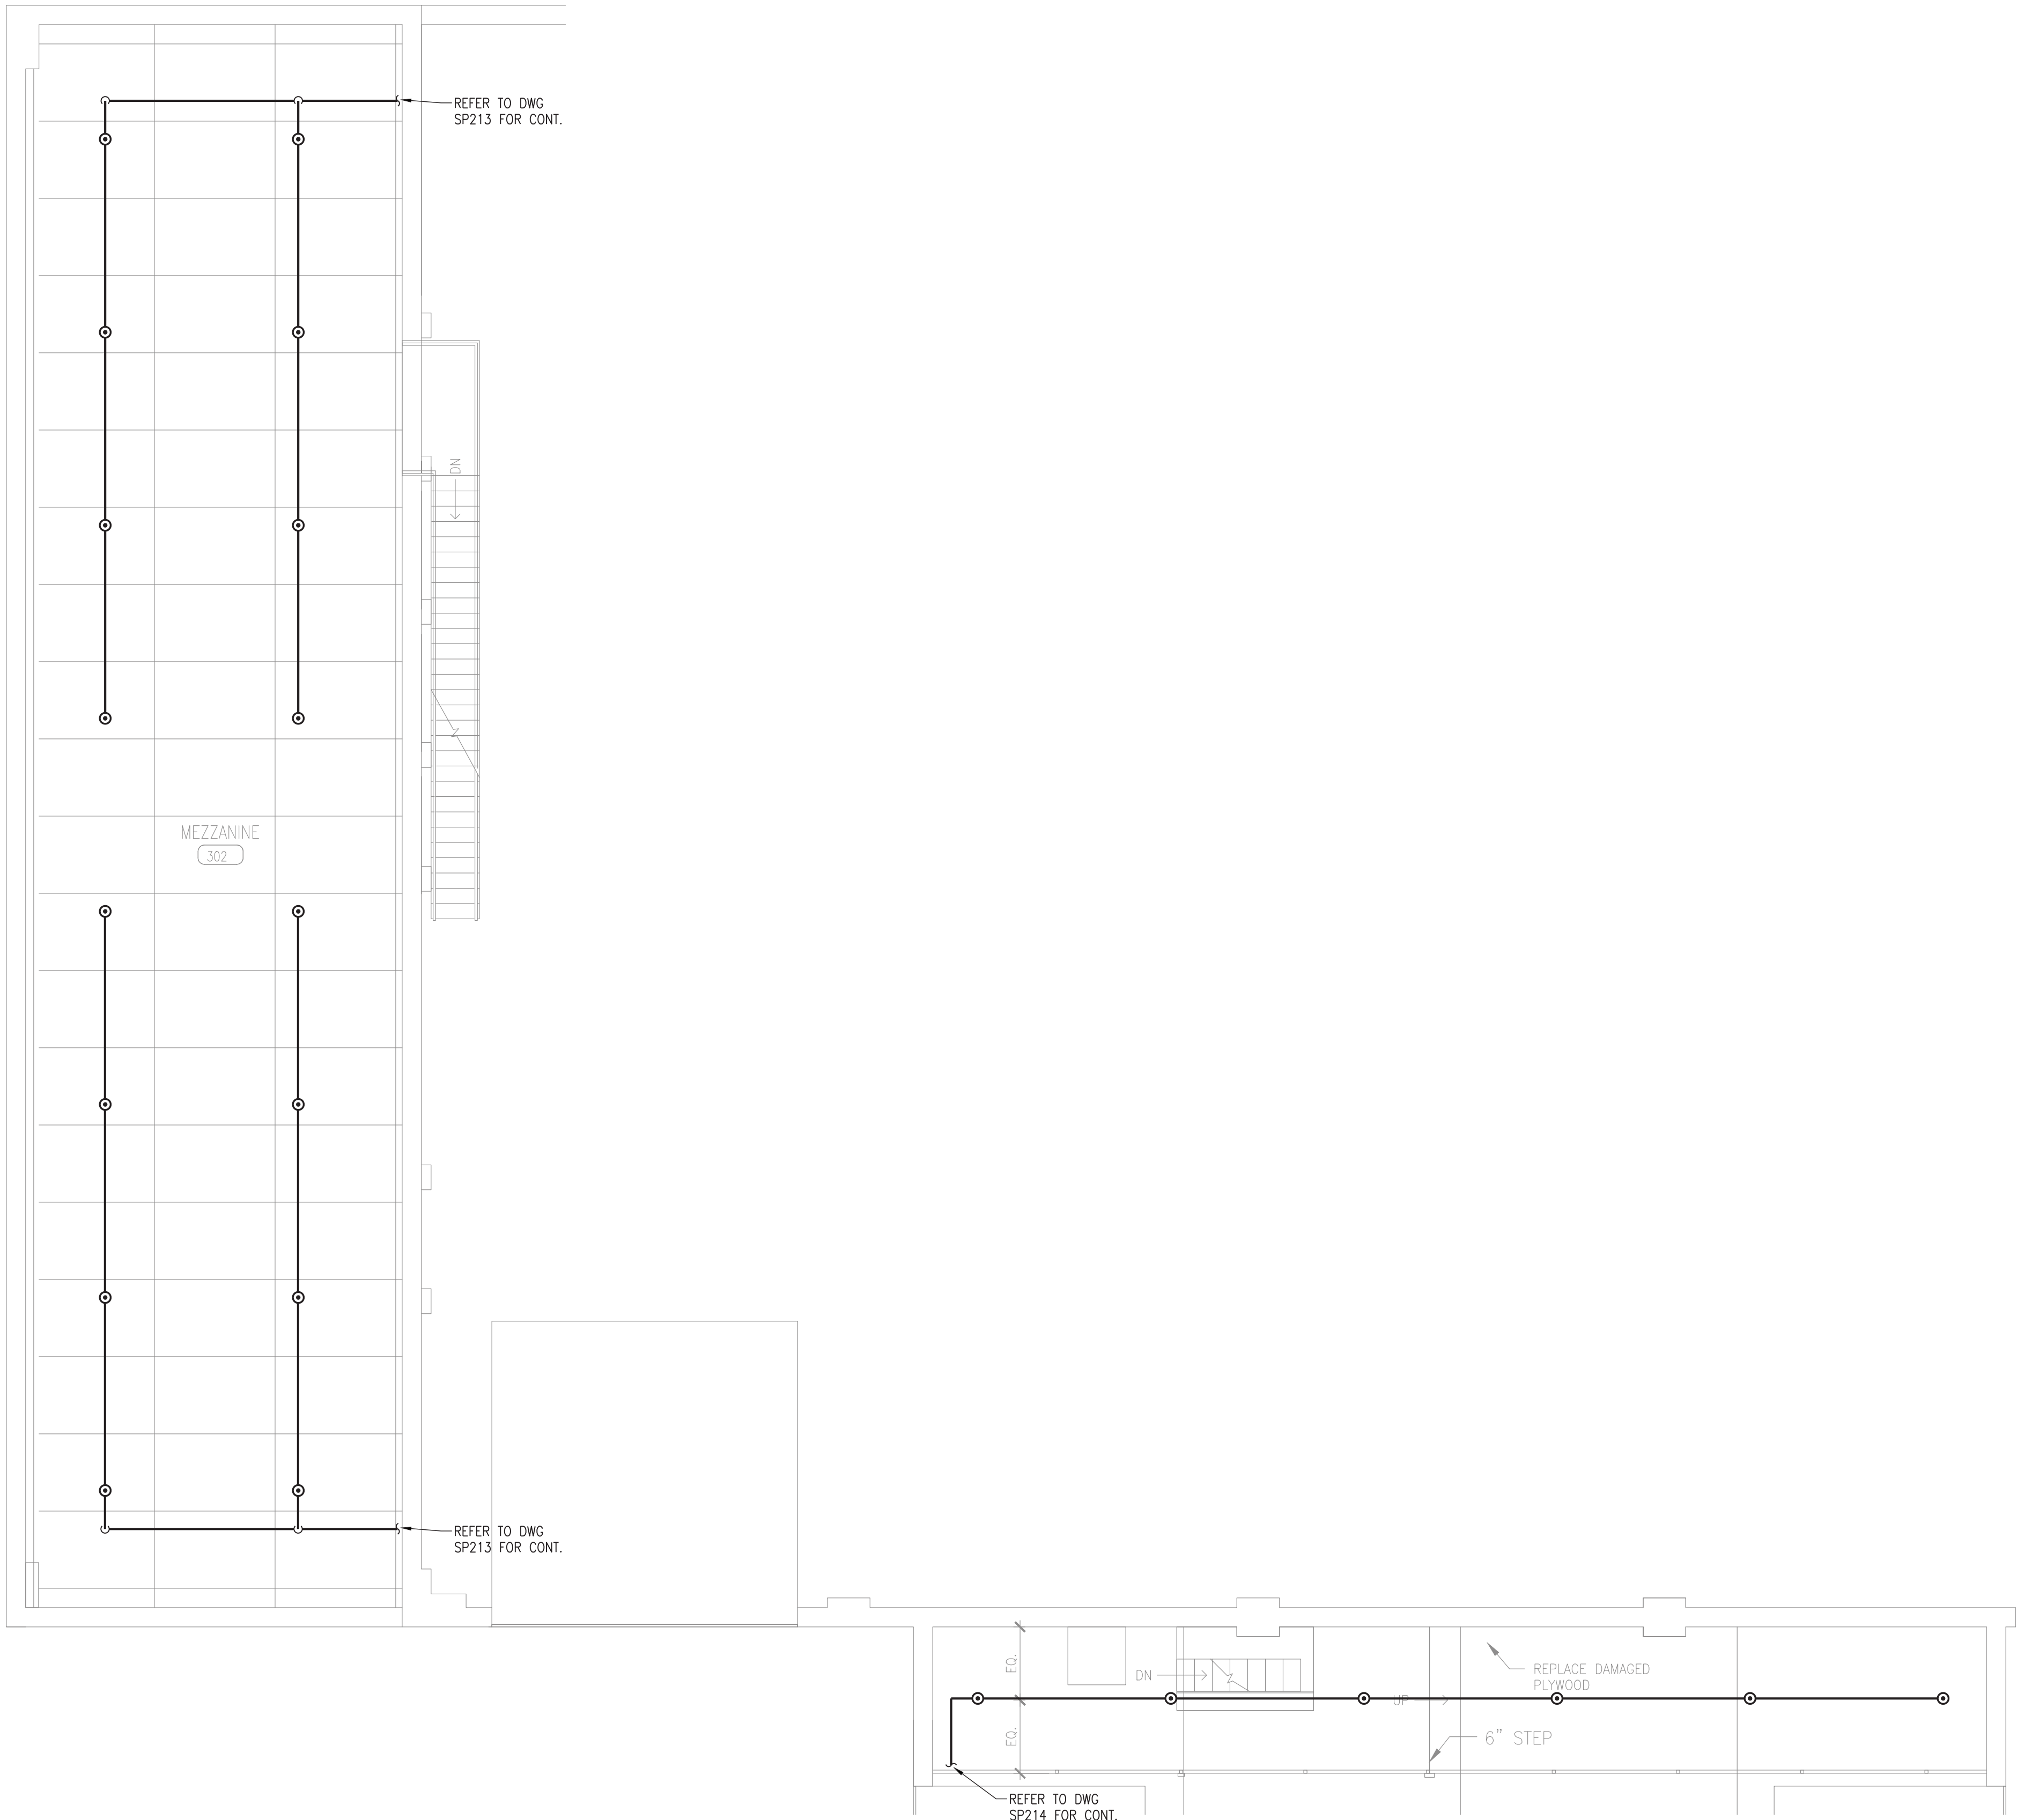 REFER TO DWG
SP213 FOR CONT.
DN
MEZZANINE
302
REFER TO DWG
SP213 FOR CONT.
EQ.
DN
REPLACE DAMAGED
PLYWOOD
UP
EQ.
6" STEP
REFER TO DWG
SP214 FOR CONT.